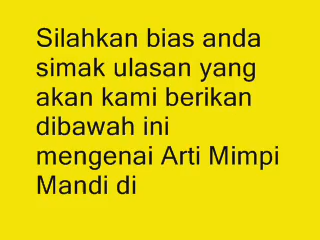 Silahkan bias anda
simak ulasan yang
akan kami berikan
dibawah ini
mengenai Arti Mimpi
Mandi di